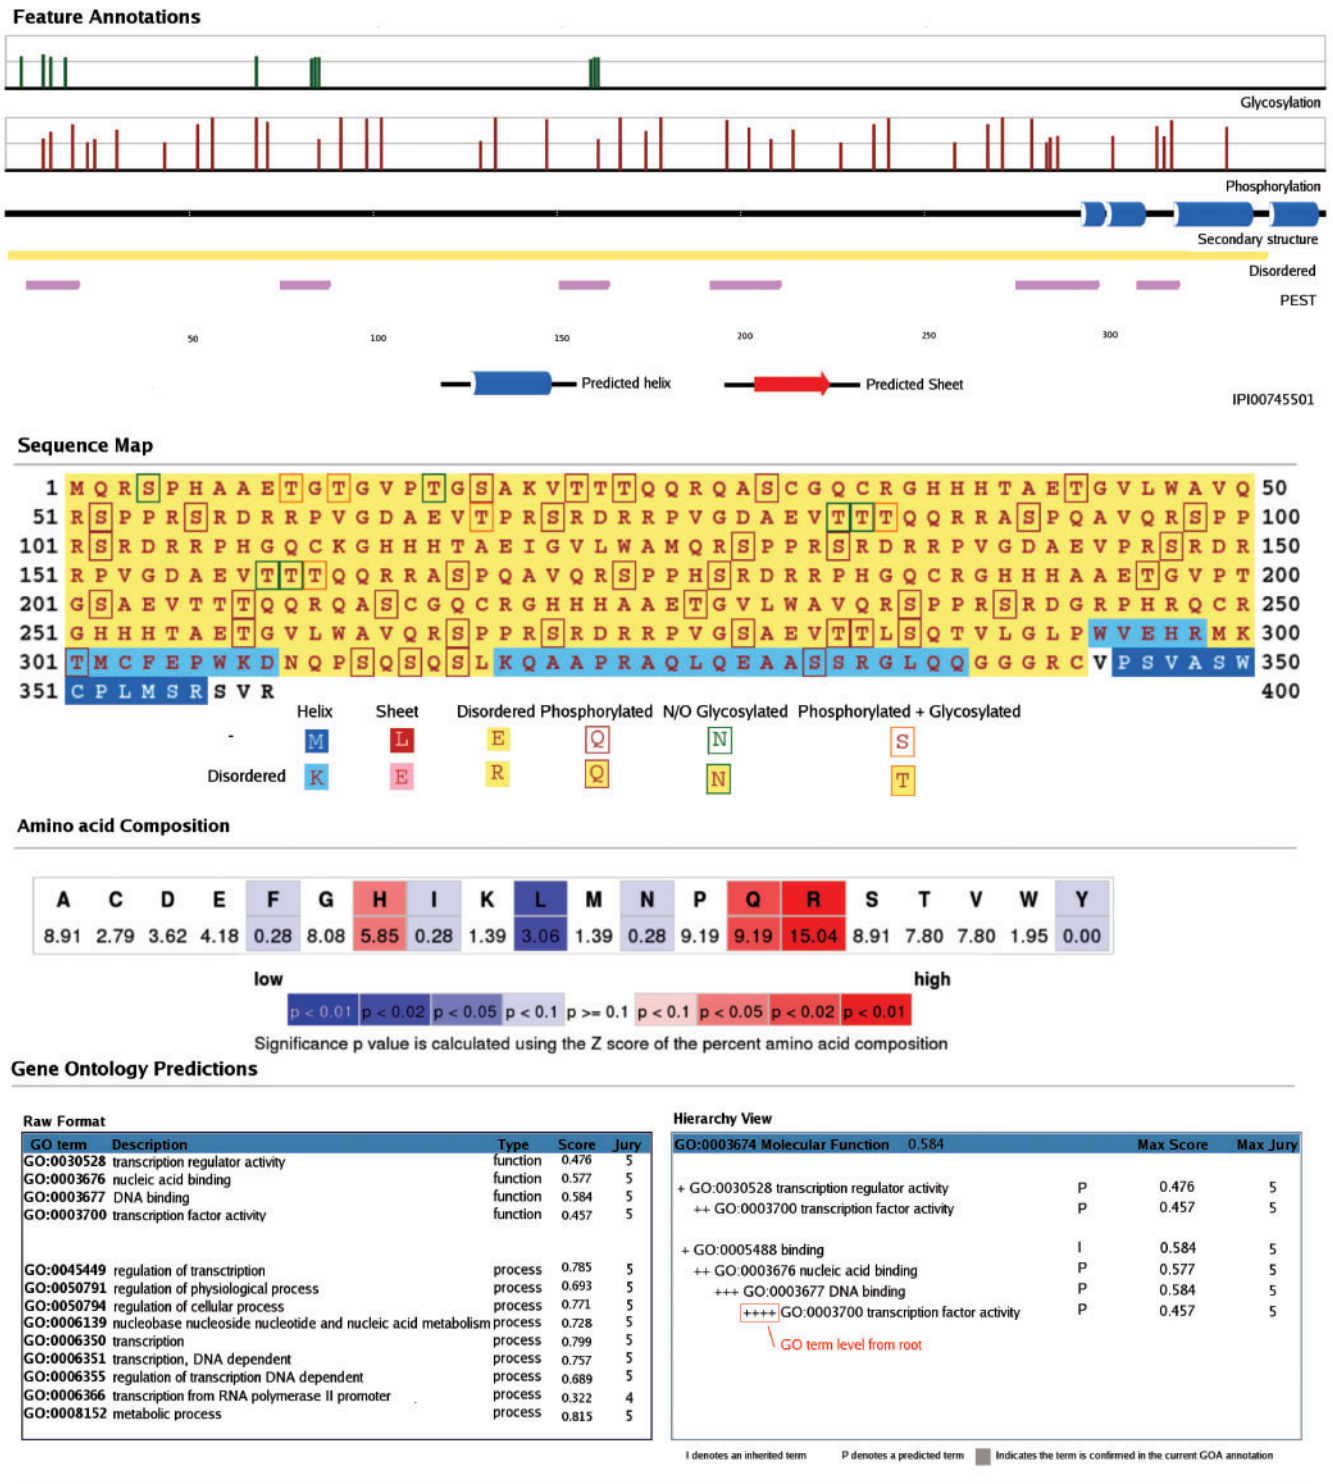 Feature Annotations
Glycosylation
Phosphorylation
Secondary structure
Disordered
PEST
50 100 150 200 250 300
Predicted helix Predicted Sheet
IPI00745501
Sequence Map
1 M Q R S P H A A E T G T G V P T G S A K V T T T Q Q R Q A S C G Q C R G H H H T A E T G V L W A V Q 50
51 R S P P R S R D R R P V G D A E V T P R S R D R R P V G D A E V T T T Q Q R R A S P Q A V Q R S P P 100
101 R S R D R R P H G Q C K G H H H T A E I G V L W A M Q R S P P R S R D R R P V G D A E V P R S R D R 150
151 R P V G D A E V T T T Q Q R R A S P Q A V Q R S P P H S R D R R P H G Q C R G H H H A A E T G V P T 200
201 G S A E V T T T Q Q R Q A S C G Q C R G H H H A A E T G V L W A V Q R S P P R S R D G R P H R Q C R 250
251 G H H H T A E T G V L W A V Q R S P P R S R D R R P V G S A E V T T L S Q T V L G L P W V E H R M K 300
301 T M C F E P W K D N Q P S Q S Q S L K Q A A P R A Q L Q E A A S S R G L Q Q G G G R C V P S V A S W 350
351 C P L M S R S V R 400
Helix Sheet Disordered Phosphorylated N/O Glycosylated Phosphorylated + Glycosylated
- M L E Q N S
Disordered K E R Q N T
Amino acid Composition
A C D E F G H I K L M N P Q R S T V W Y
8.91 2.79 3.62 4.18 0.28 8.08 5.85 0.28 1.39 3.06 1.39 0.28 9.19 9.19 15.04 8.91 7.80 7.80 1.95 0.00
low high
p < 0.01 p < 0.02 p < 0.05 p < 0.1 p >= 0.1 p < 0.1 p < 0.05 p < 0.02 p < 0.01
Significance p value is calculated using the Z score of the percent amino acid composition
Gene Ontology Predictions
Raw Format
GO term Description Type Score Jury
GO:0030528 transcription regulator activity function 0.476 5
GO:0003676 nucleic acid binding function 0.577 5
GO:0003677 DNA binding function 0.584 5
GO:0003700 transcription factor activity function 0.457 5
GO:0045449 regulation of transctription process 0.785 5
GO:0050791 regulation of physiological process process 0.693 5
GO:0050794 regulation of cellular process process 0.771 5
GO:0006139 nucleobase nucleoside nucleotide and nucleic acid metabolism process 0.728 5
GO:0006350 transcription process 0.799 5
GO:0006351 transcription, DNA dependent process 0.757 5
GO:0006355 regulation of transcription DNA dependent process 0.689 5
GO:0006366 transcription from RNA polymerase II promoter process 0.322 4
GO:0008152 metabolic process process 0.815 5
Hierarchy View
GO:0003674 Molecular Function 0.584 Max Score Max Jury
+ GO:0030528 transcription regulator activity P 0.476 5
++ GO:0003700 transcription factor activity P 0.457 5
+ GO:0005488 binding I 0.584 5
++ GO:0003676 nucleic acid binding P 0.577 5
+++ GO:0003677 DNA binding P 0.584 5
++++ GO:0003700 transcription factor activity P 0.457 5
GO term level from root
I denotes an inherited term P denotes a predicted term Indicates the term is confirmed in the current GOA annotation